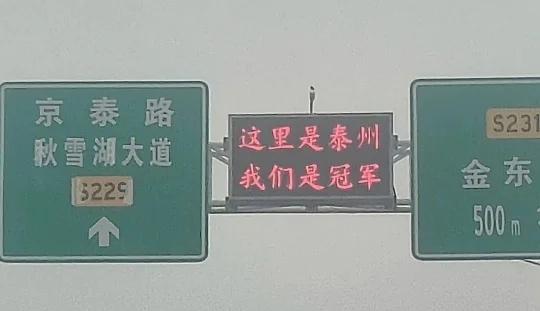 京泰路
秋雪湖大道
S229
这里是泰州
我们是冠军
S231
金东
500m